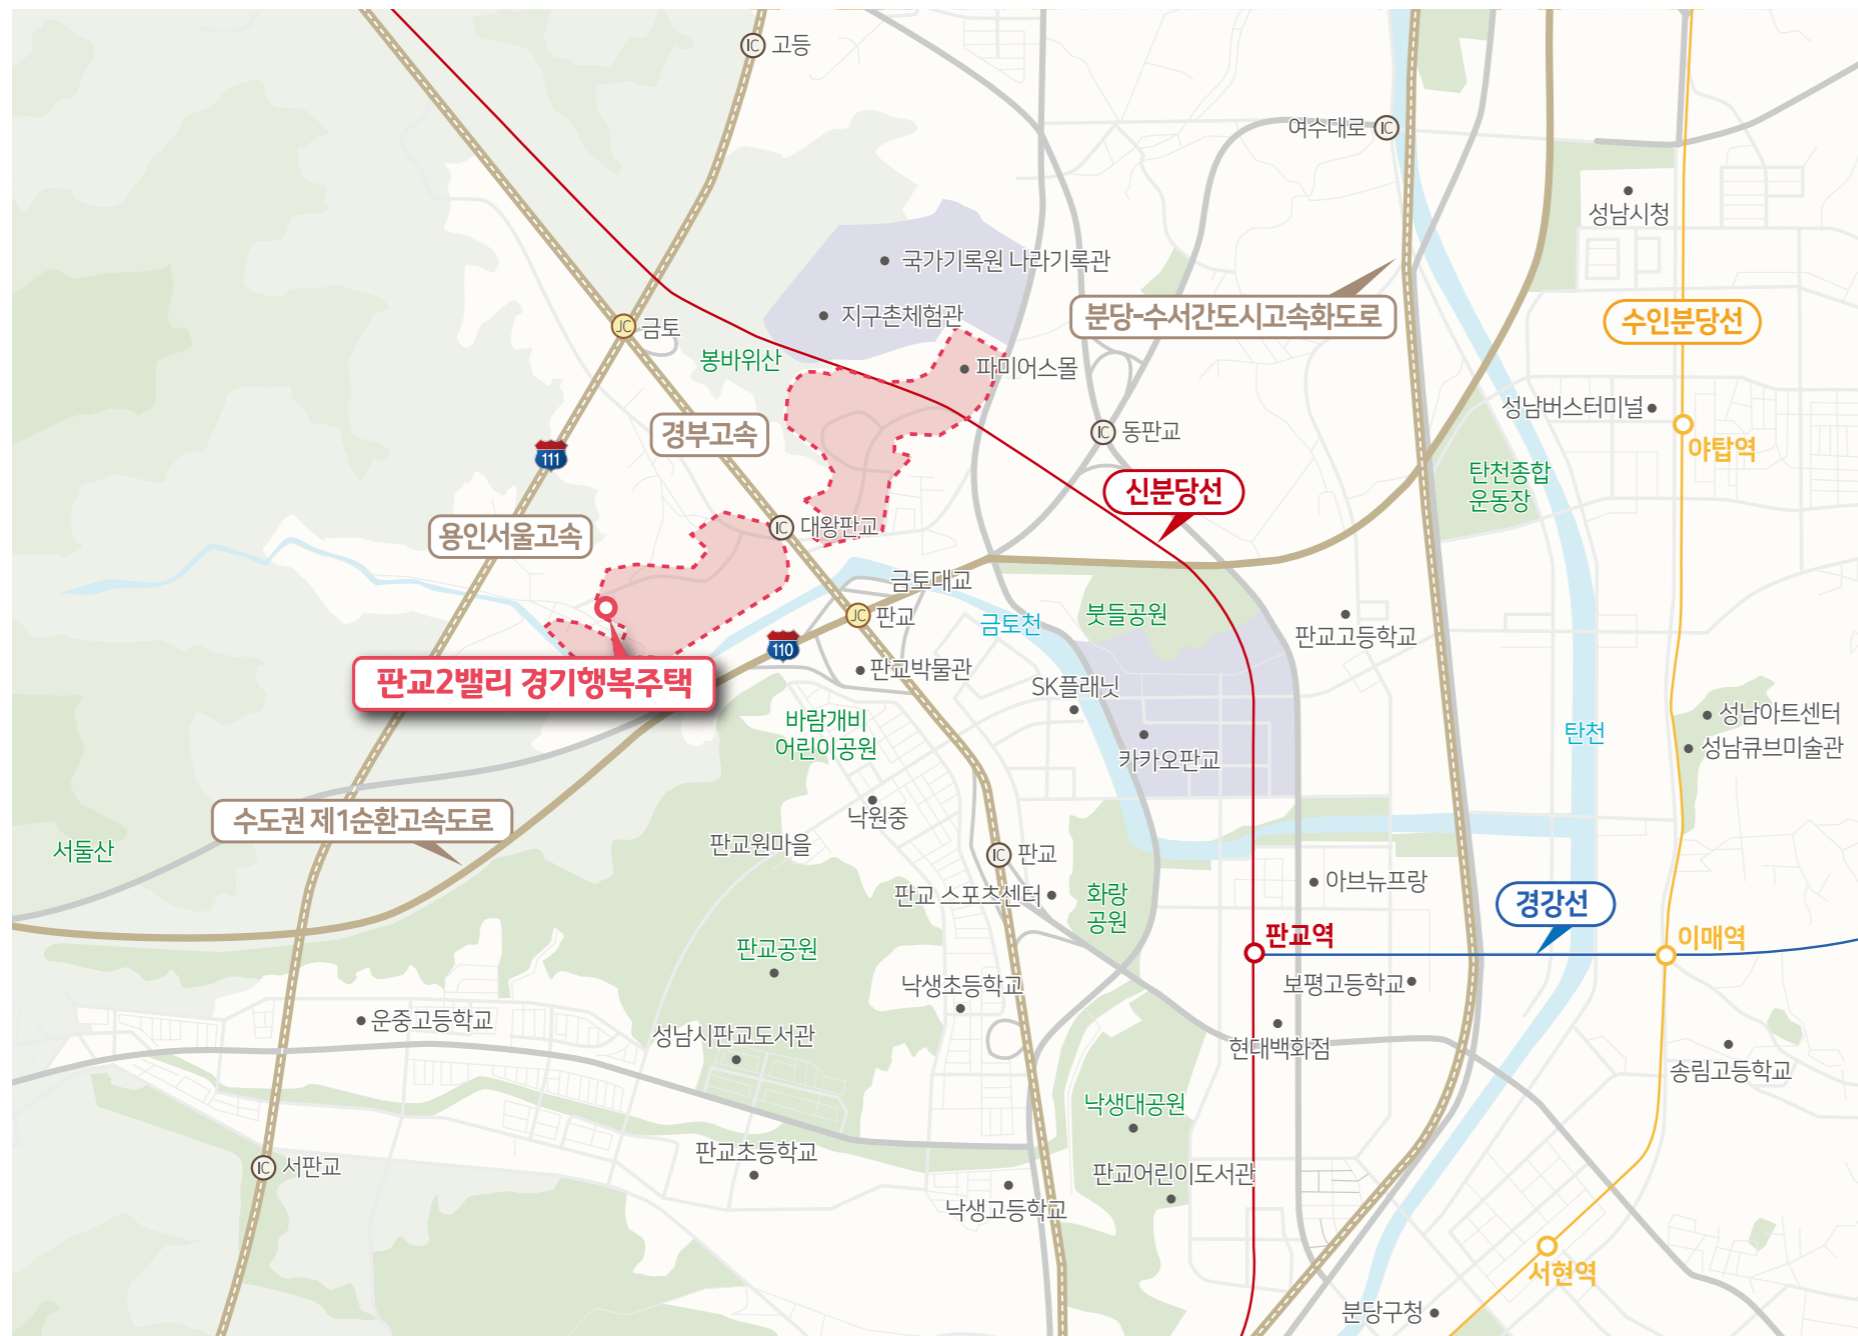 IC 고등
여수대로 IC
성남시청
국가기록원 나라기록관
지구촌체험관
분당-수서간도시고속화도로
수인분당선
JC 금토
봉바위산
파미어스몰
성남버스터미널
야탑역
경부고속
IC 동판교
111
탄천종합
운동장
신분당선
용인서울고속
IC 대왕판교
금토대교
JC 판교
금토천
붓들공원
판교고등학교
110
판교박물관
판교2밸리 경기행복주택
SK플래닛
바람개비
어린이공원
성남아트센터
탄천
성남큐브미술관
카카오판교
수도권 제1순환고속도로
낙원중
판교원마을
서둘산
IC 판교
아브뉴프랑
판교 스포츠센터
화랑
공원
경강선
판교역
이매역
판교공원
낙생초등학교
보평고등학교
운중고등학교
성남시판교도서관
현대백화점
송림고등학교
낙생대공원
판교초등학교
IC 서판교
판교어린이도서관
낙생고등학교
서현역
분당구청